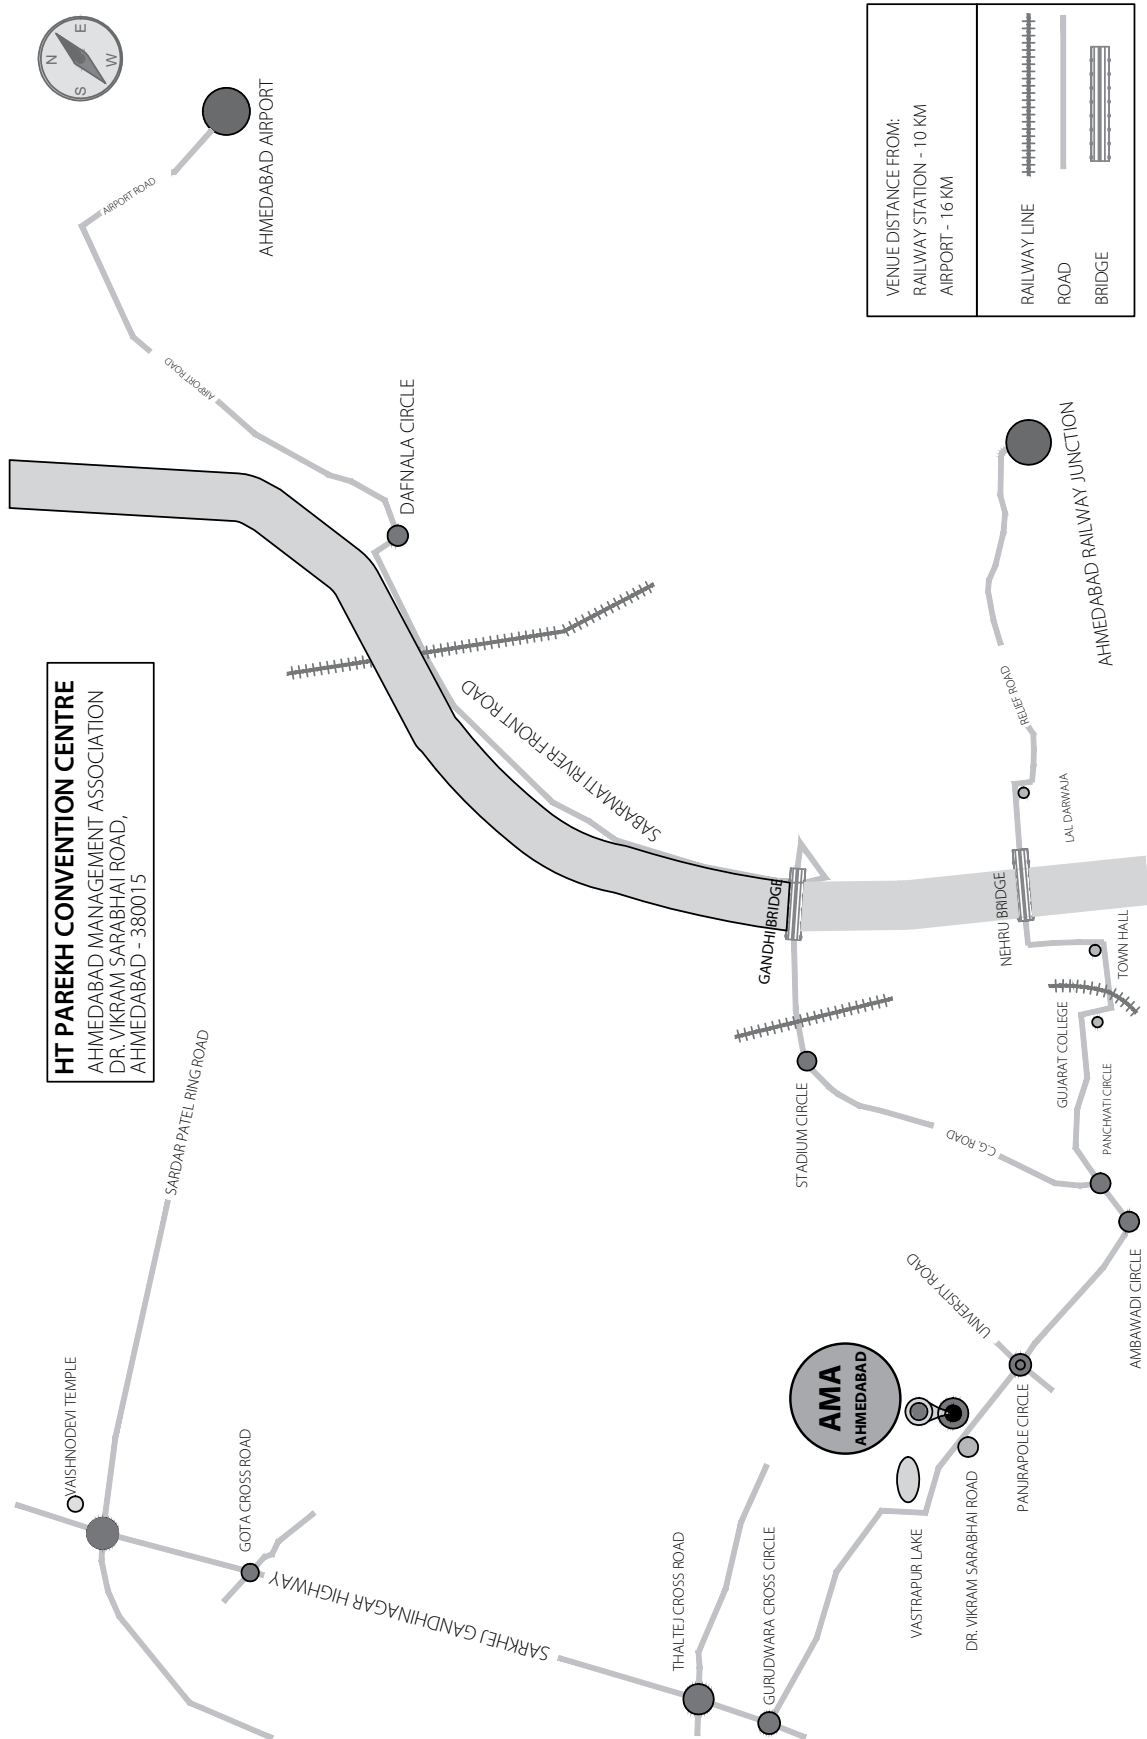 HT PAREKH CONVENTION CENTRE
AHMEDABAD MANAGEMENT ASSOCIATION
DR. VIKRAM SARABHAI ROAD,
AHMEDABAD - 380015
N
E
S
W
AHMEDABAD AIRPORT
AIRPORT ROAD
AIRPORT ROAD
DAFNALA CIRCLE
SABARMATI RIVER FRONT ROAD
VENUE DISTANCE FROM:
RAILWAY STATION - 10 KM
AIRPORT - 16 KM
RAILWAY LINE
ROAD
BRIDGE
AHMEDABAD RAILWAY JUNCTION
RELIEF ROAD
LAL DARWAJA
NEHRU BRIDGE
GANDHI BRIDGE
TOWN HALL
GUJARAT COLLEGE
PANCHVATI CIRCLE
STADIUM CIRCLE
C.G. ROAD
AMBAWADI CIRCLE
UNIVERSITY ROAD
PANJRAPOLE CIRCLE
AMA
AHMEDABAD
DR. VIKRAM SARABHAI ROAD
VASTRAPUR LAKE
GURUDWARA CROSS CIRCLE
THALTEJ CROSS ROAD
SARKHEJ GANDHINAGAR HIGHWAY
GOTA CROSS ROAD
VAISHNODEVI TEMPLE
SARDAR PATEL RING ROAD